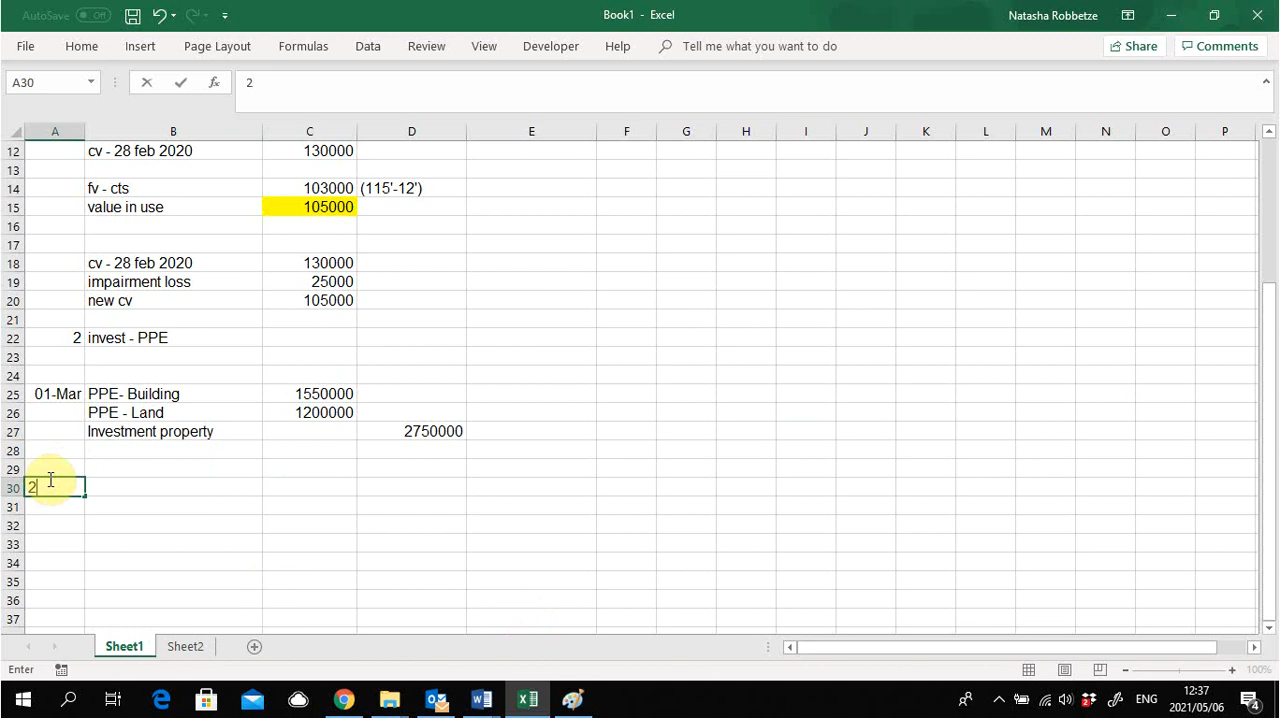 AutoSave Off Book1 - Excel Natasha Robbetze
File Home Insert Page Layout Formulas Data Review View Developer Help Tell me what you want to do Share Comments
A30 fx 2
A B C D E F G H I J K L M N O P
12 cv - 28 feb 2020 130000
13
14 fv - cts 103000 (115'-12')
15 value in use 105000
16
17
18 cv - 28 feb 2020 130000
19 impairment loss 25000
20 new cv 105000
21
22 2 invest - PPE
23
24
25 01-Mar PPE- Building 1550000
26 PPE - Land 1200000
27 Investment property 2750000
28
29
30 2
31
32
33
34
35
36
37
Sheet1 Sheet2
Enter 100%
ENG 12:37
2021/05/06 4